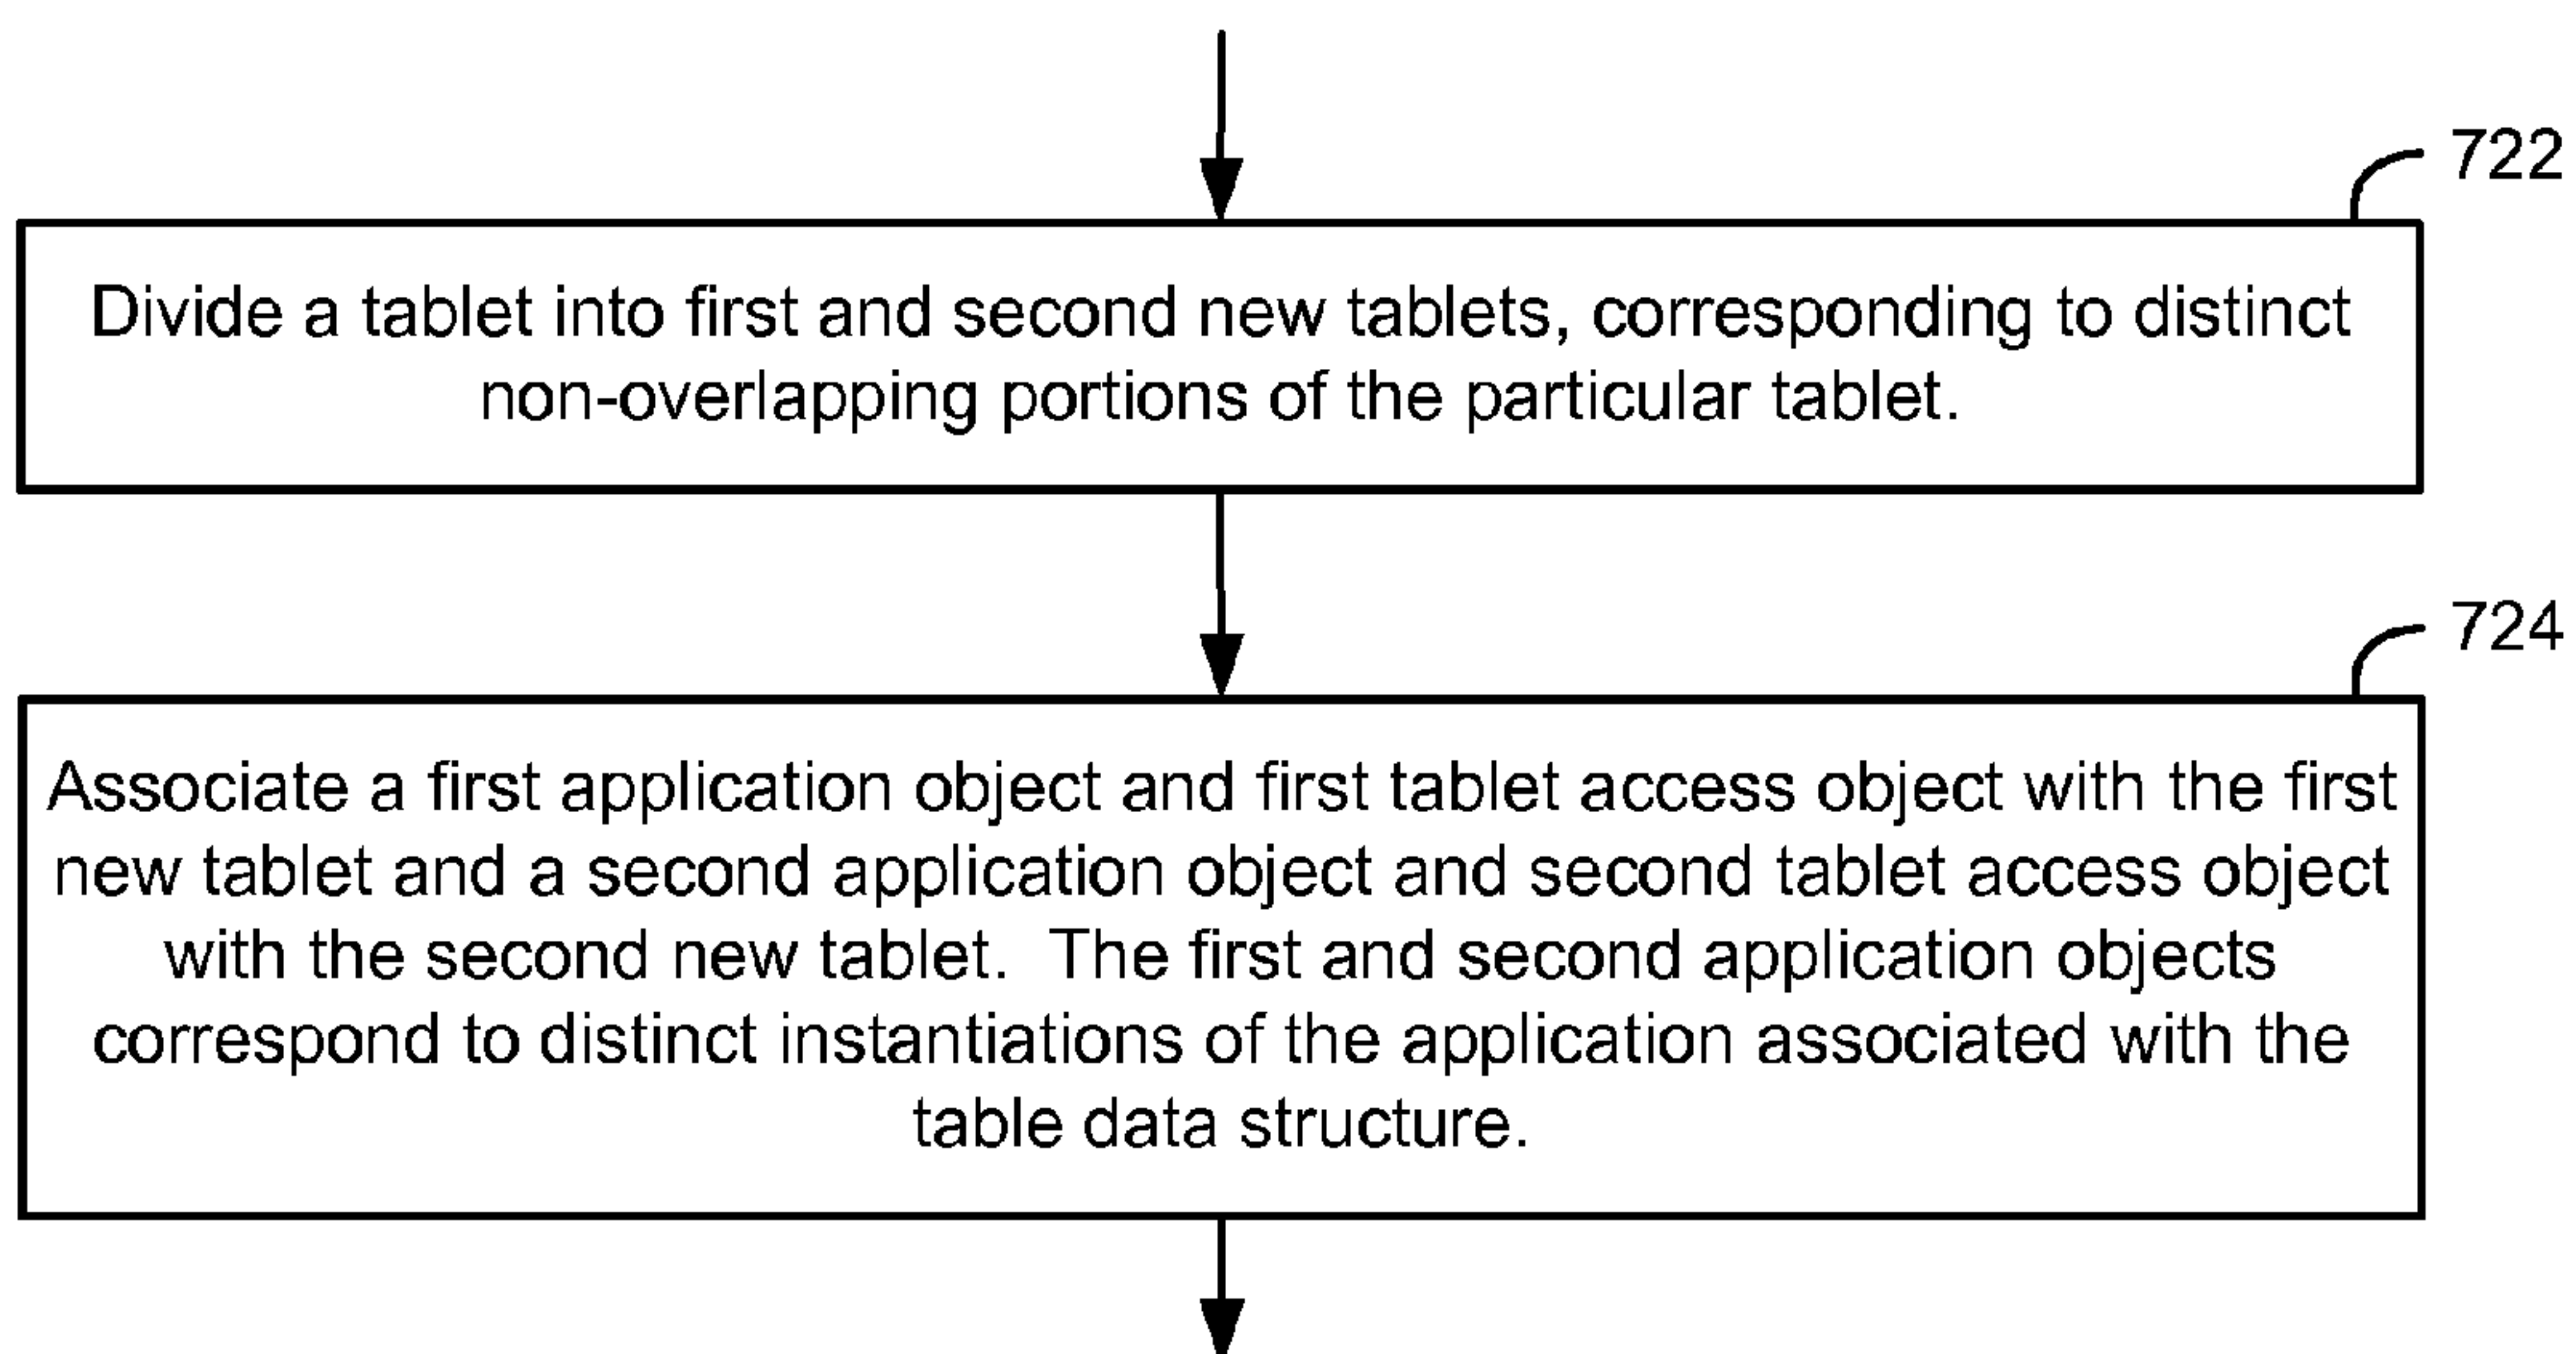 722
Divide a tablet into first and second new tablets, corresponding to distinct
non-overlapping portions of the particular tablet.
724
Associate a first application object and first tablet access object with the first
new tablet and a second application object and second tablet access object
with the second new tablet.  The first and second application objects
correspond to distinct instantiations of the application associated with the
table data structure.